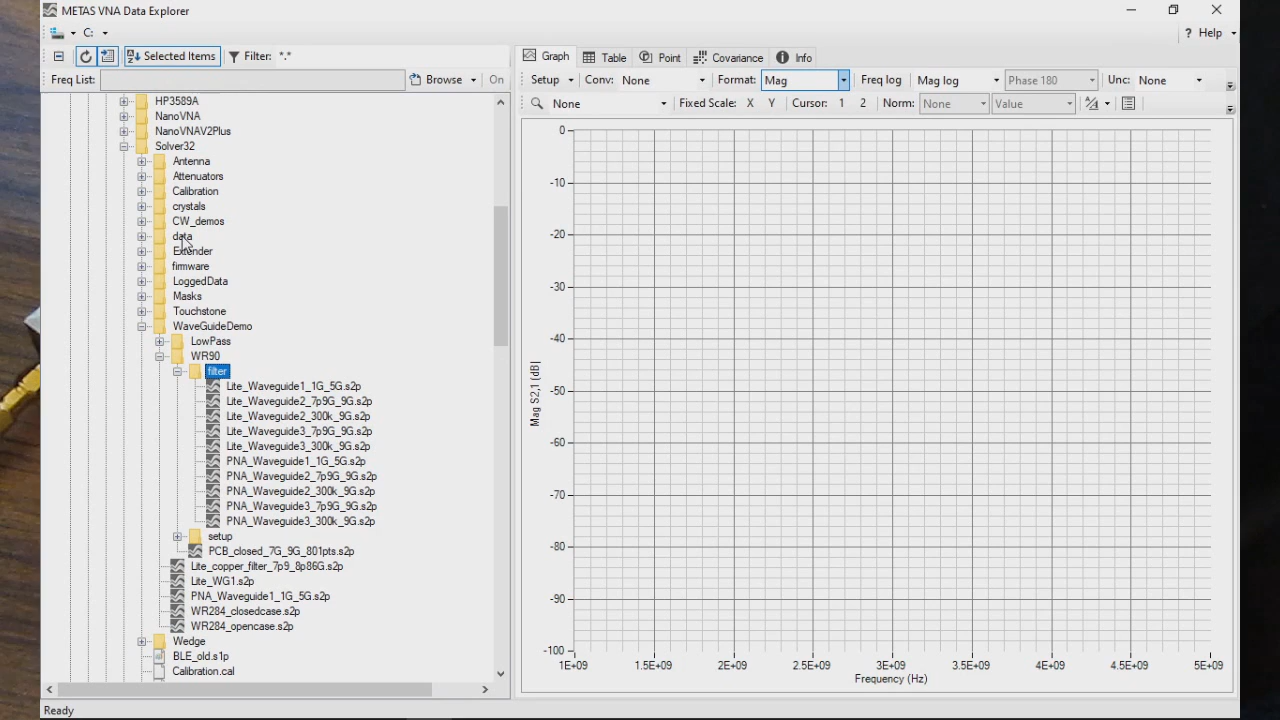 METAS VNA Data Explorer
C:
Help
Selected Items
Filter: *.*
Freq List:
Browse
On
HP3589A
NanoVNA
NanoVNAV2Plus
Solver32
Antenna
Attenuators
Calibration
crystals
CW_demos
data
Extender
firmware
LoggedData
Masks
Touchstone
WaveGuideDemo
LowPass
WR90
filter
Lite_Waveguide1_1G_5G.s2p
Lite_Waveguide2_7p9G_9G.s2p
Lite_Waveguide2_300k_9G.s2p
Lite_Waveguide3_7p9G_9G.s2p
Lite_Waveguide3_300k_9G.s2p
PNA_Waveguide1_1G_5G.s2p
PNA_Waveguide2_7p9G_9G.s2p
PNA_Waveguide2_300k_9G.s2p
PNA_Waveguide3_7p9G_9G.s2p
PNA_Waveguide3_300k_9G.s2p
setup
PCB_closed_7G_9G_801pts.s2p
Lite_copper_filter_7p9_8p86G.s2p
Lite_WG1.s2p
PNA_Waveguide1_1G_5G.s2p
WR284_closedcase.s2p
WR284_opencase.s2p
Wedge
BLE_old.s1p
Calibration.cal
Ready
Graph Table Point Covariance Info
Setup Conv: None Format: Mag Freq log Mag log Phase 180 Unc: None
None Fixed Scale: X Y Cursor: 1 2 Norm: None Value
0
-10
-20
-30
-40
-50
-60
-70
-80
-90
-100
Mag S2,1 [dB]
1E+09 1.5E+09 2E+09 2.5E+09 3E+09 3.5E+09 4E+09 4.5E+09 5E+09
Frequency (Hz)